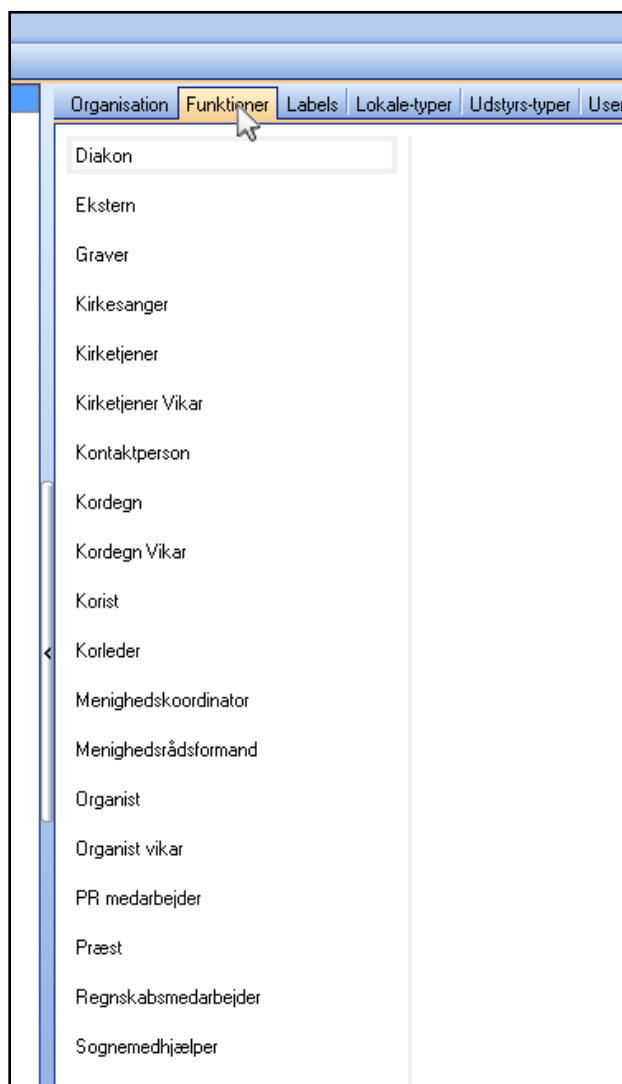 Organisation Funktioner Labels Lokale-typer Udstyrs-typer
Diakon
Ekstern
Graver
Kirkesanger
Kirketjener
Kirketjener Vikar
Kontaktperson
Kordegn
Kordegn Vikar
Korist
Korleder
Menighedskoordinator
Menighedsrådsformand
Organist
Organist vikar
PR medarbejder
Præst
Regnskabsmedarbejder
Sognemedhjælper